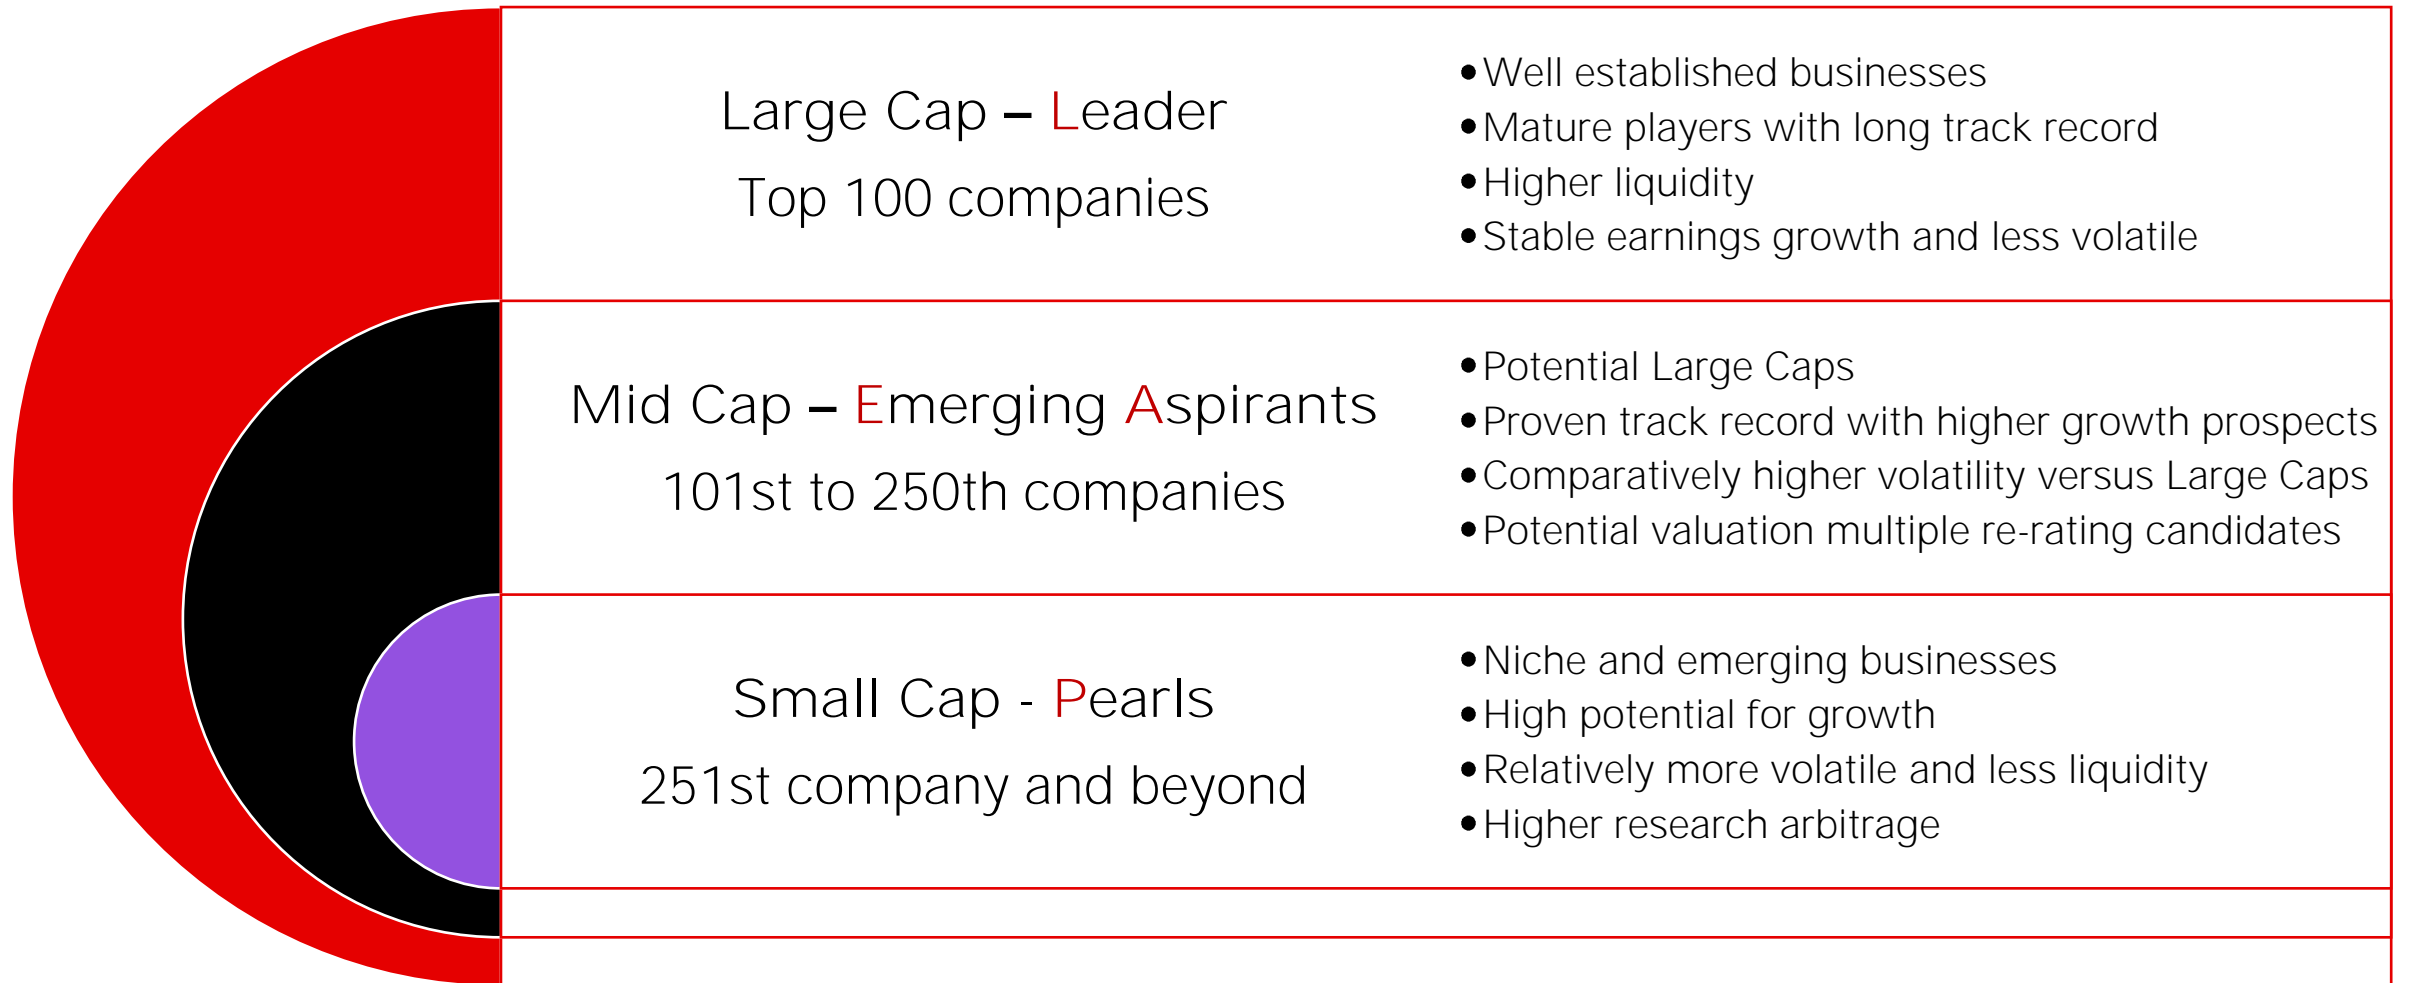 Large Cap – Leader
Top 100 companies
•Well established businesses
•Mature players with long track record
•Higher liquidity
•Stable earnings growth and less volatile
Mid Cap – Emerging Aspirants
101st to 250th companies
•Potential Large Caps
•Proven track record with higher growth prospects
•Comparatively higher volatility versus Large Caps
•Potential valuation multiple re-rating candidates
Small Cap - Pearls
251st company and beyond
•Niche and emerging businesses
•High potential for growth
•Relatively more volatile and less liquidity
•Higher research arbitrage